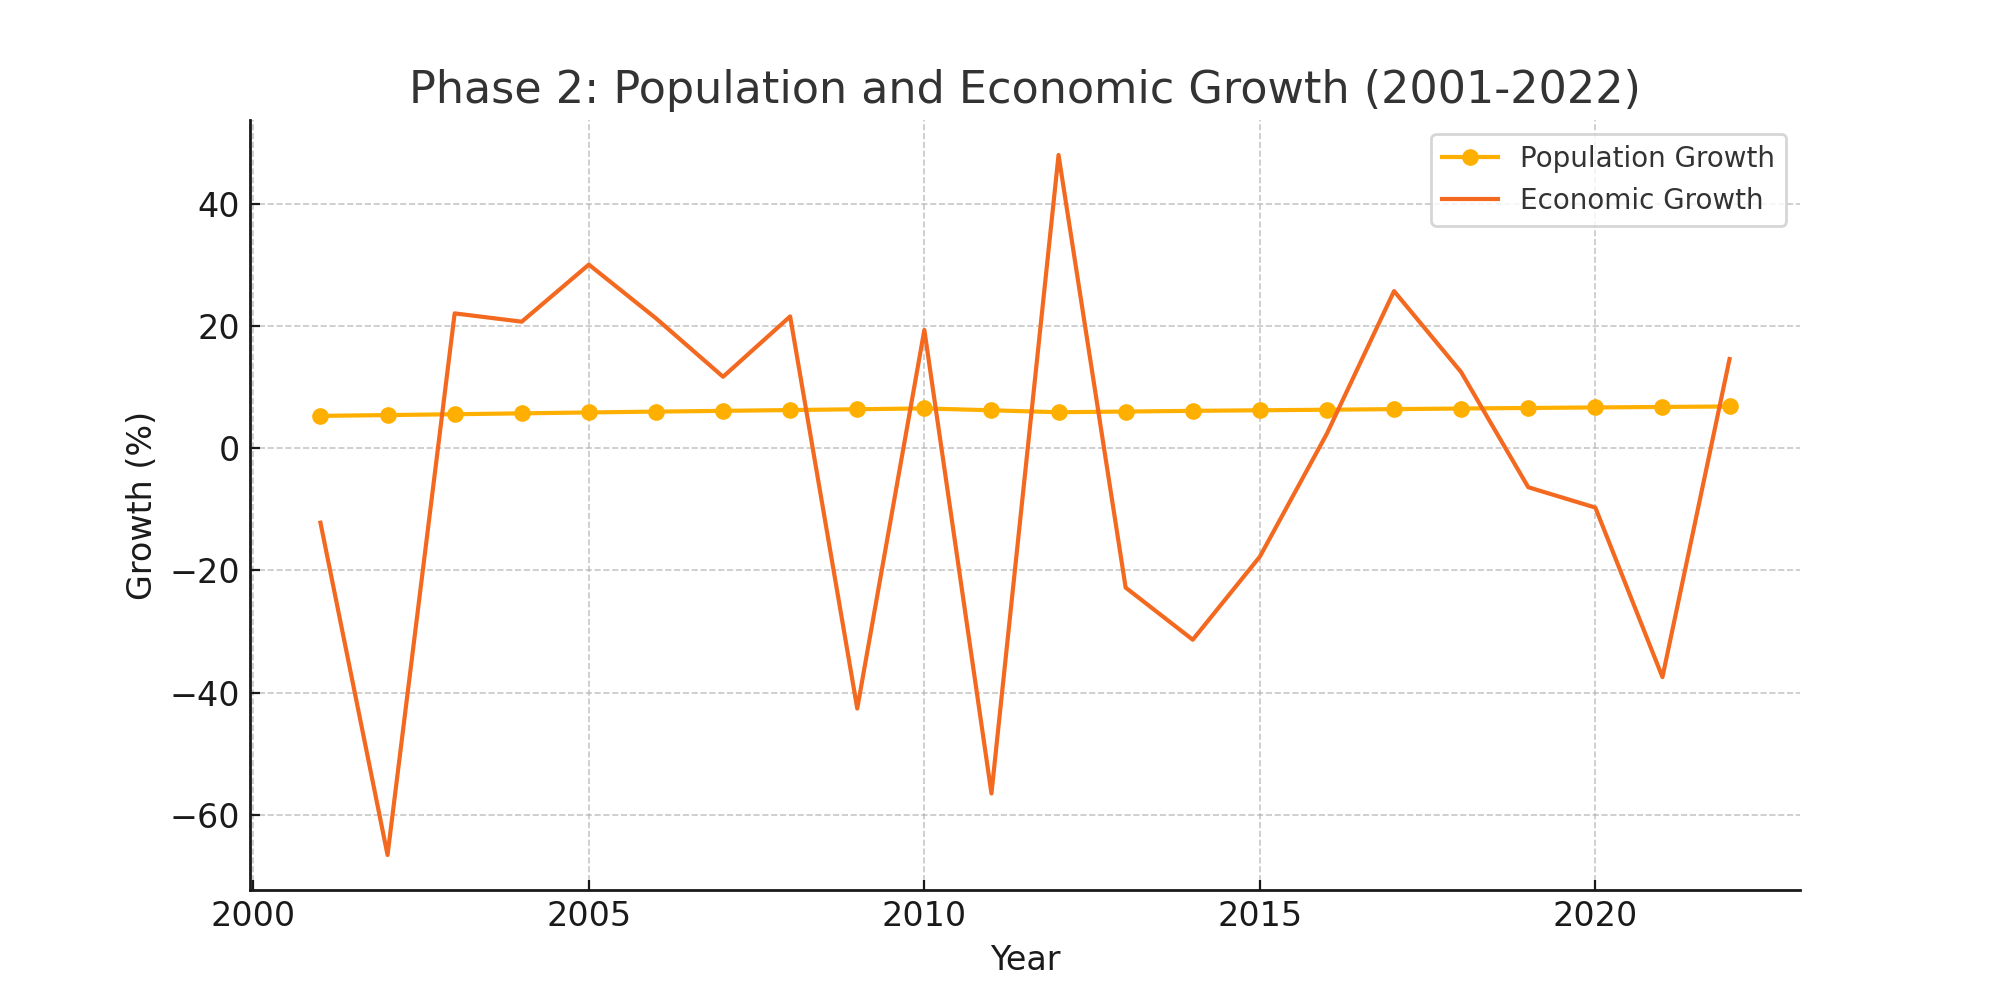 Phase 2: Population and Economic Growth (2001-2022)
Population Growth
Economic Growth
Growth (%)
40
20
0
−20
−40
−60
2000 2005 2010 2015 2020
Year